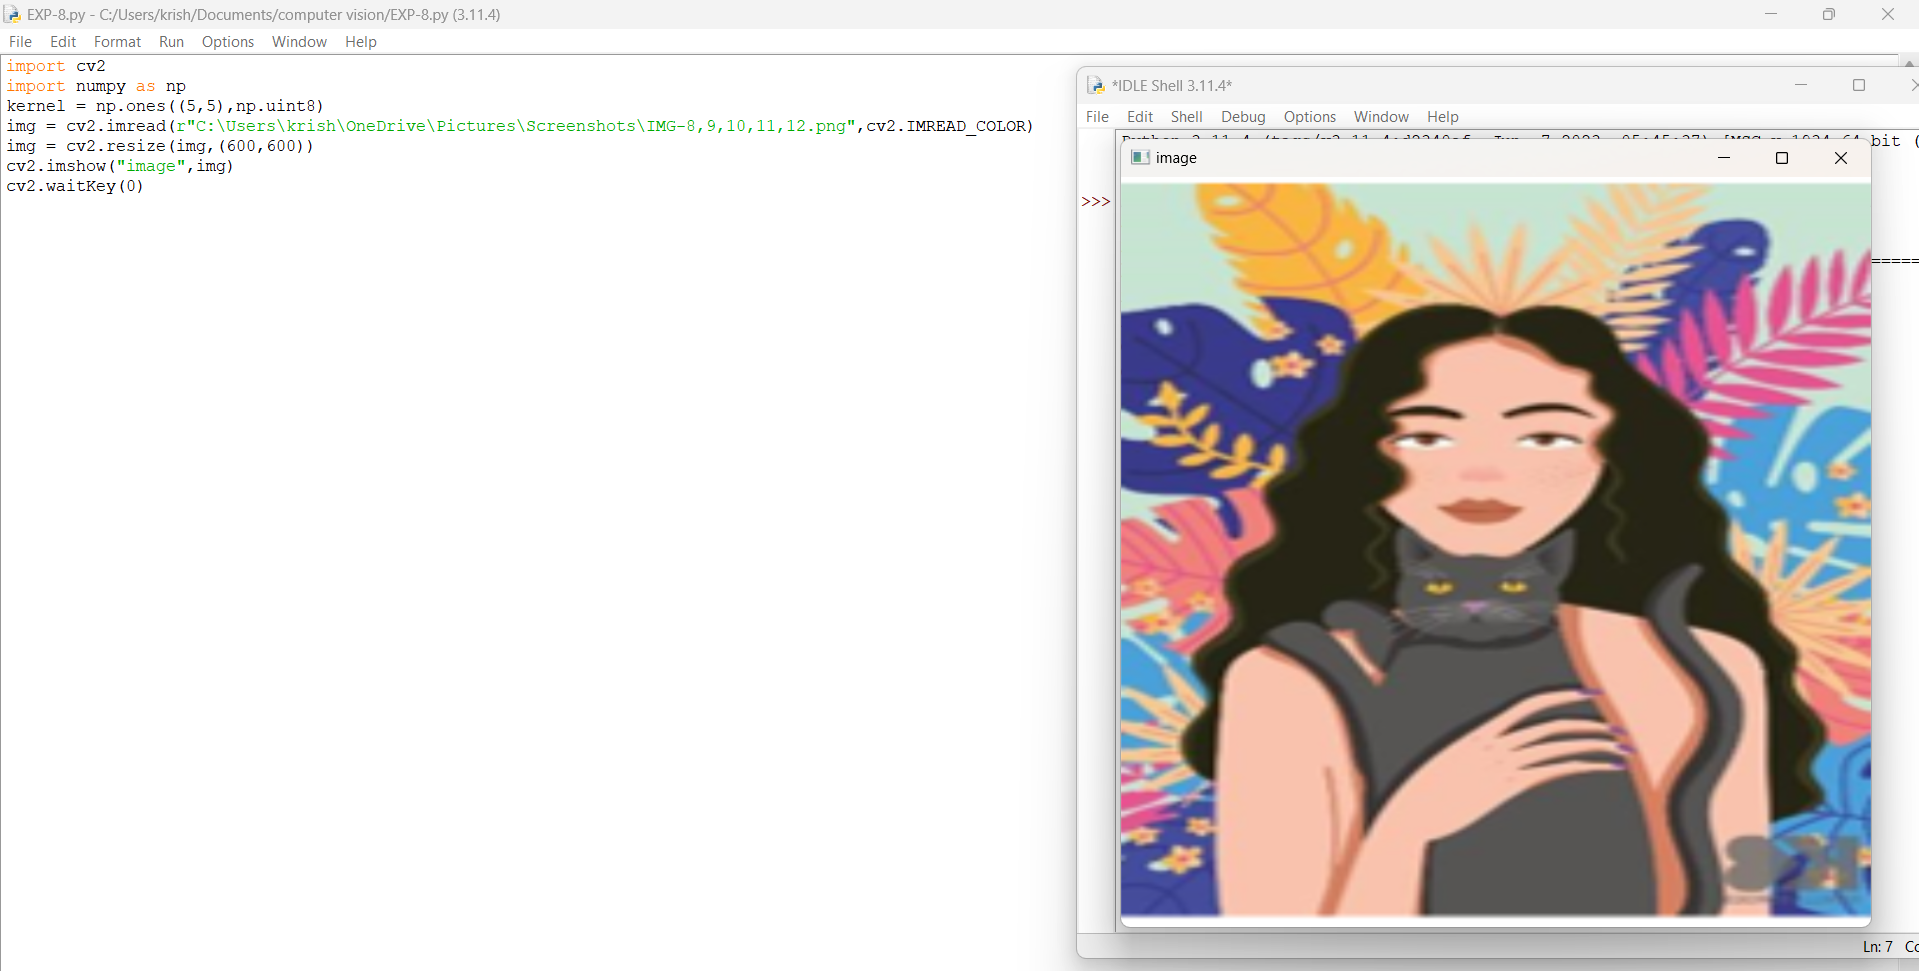 EXP-8.py - C:/Users/krish/Documents/computer vision/EXP-8.py (3.11.4)
File Edit Format Run Options Window Help
import cv2
import numpy as np
kernel = np.ones((5,5),np.uint8)
img = cv2.imread(r"C:\Users\krish\OneDrive\Pictures\Screenshots\IMG-8,9,10,11,12.png",cv2.IMREAD_COLOR)
img = cv2.resize(img,(600,600))
cv2.imshow("image",img)
cv2.waitKey(0)
*IDLE Shell 3.11.4*
File Edit Shell Debug Options Window Help
bit (
image
>>>
=====
Ln: 7 Co